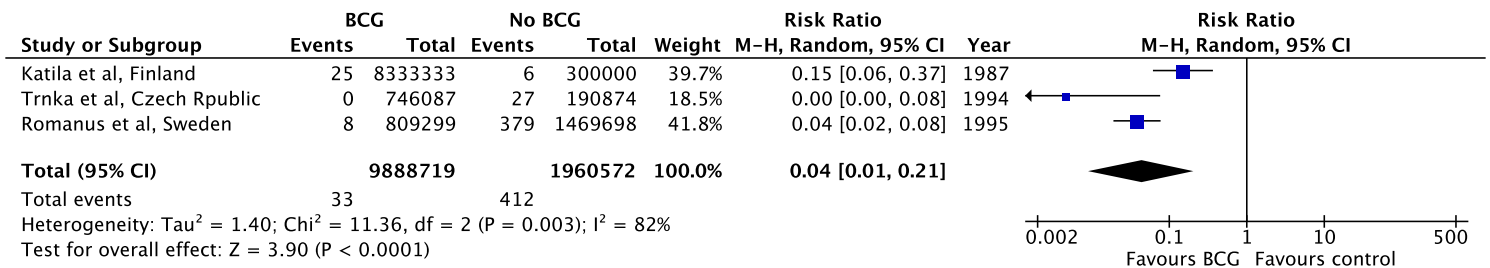 BCG No BCG Risk Ratio Risk Ratio
Study or Subgroup Events Total Events Total Weight M-H, Random, 95% CI Year M-H, Random, 95% CI
Katila et al, Finland 25 8333333 6 300000 39.7% 0.15 [0.06, 0.37] 1987
Trnka et al, Czech Rpublic 0 746087 27 190874 18.5% 0.00 [0.00, 0.08] 1994
Romanus et al, Sweden 8 809299 379 1469698 41.8% 0.04 [0.02, 0.08] 1995
Total (95% CI) 9888719 1960572 100.0% 0.04 [0.01, 0.21]
Total events 33 412
Heterogeneity: Tau² = 1.40; Chi² = 11.36, df = 2 (P = 0.003); I² = 82%
Test for overall effect: Z = 3.90 (P < 0.0001)
0.002 0.1 1 10 500
Favours BCG Favours control